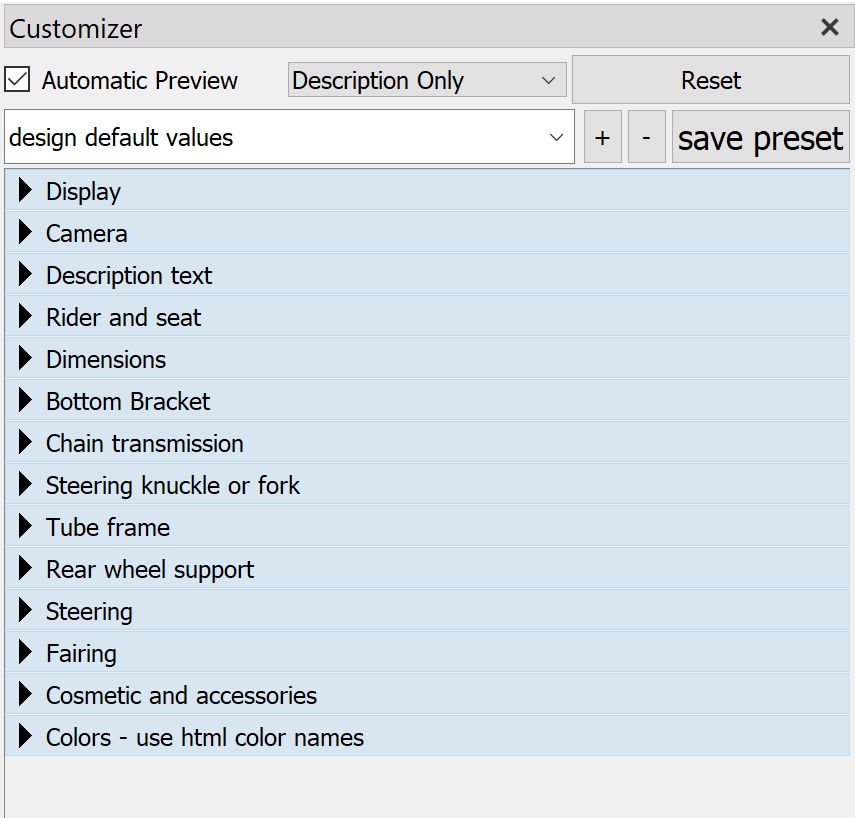 Customizer
Automatic Preview Description Only Reset
design default values + - save preset
Display
Camera
Description text
Rider and seat
Dimensions
Bottom Bracket
Chain transmission
Steering knuckle or fork
Tube frame
Rear wheel support
Steering
Fairing
Cosmetic and accessories
Colors - use html color names